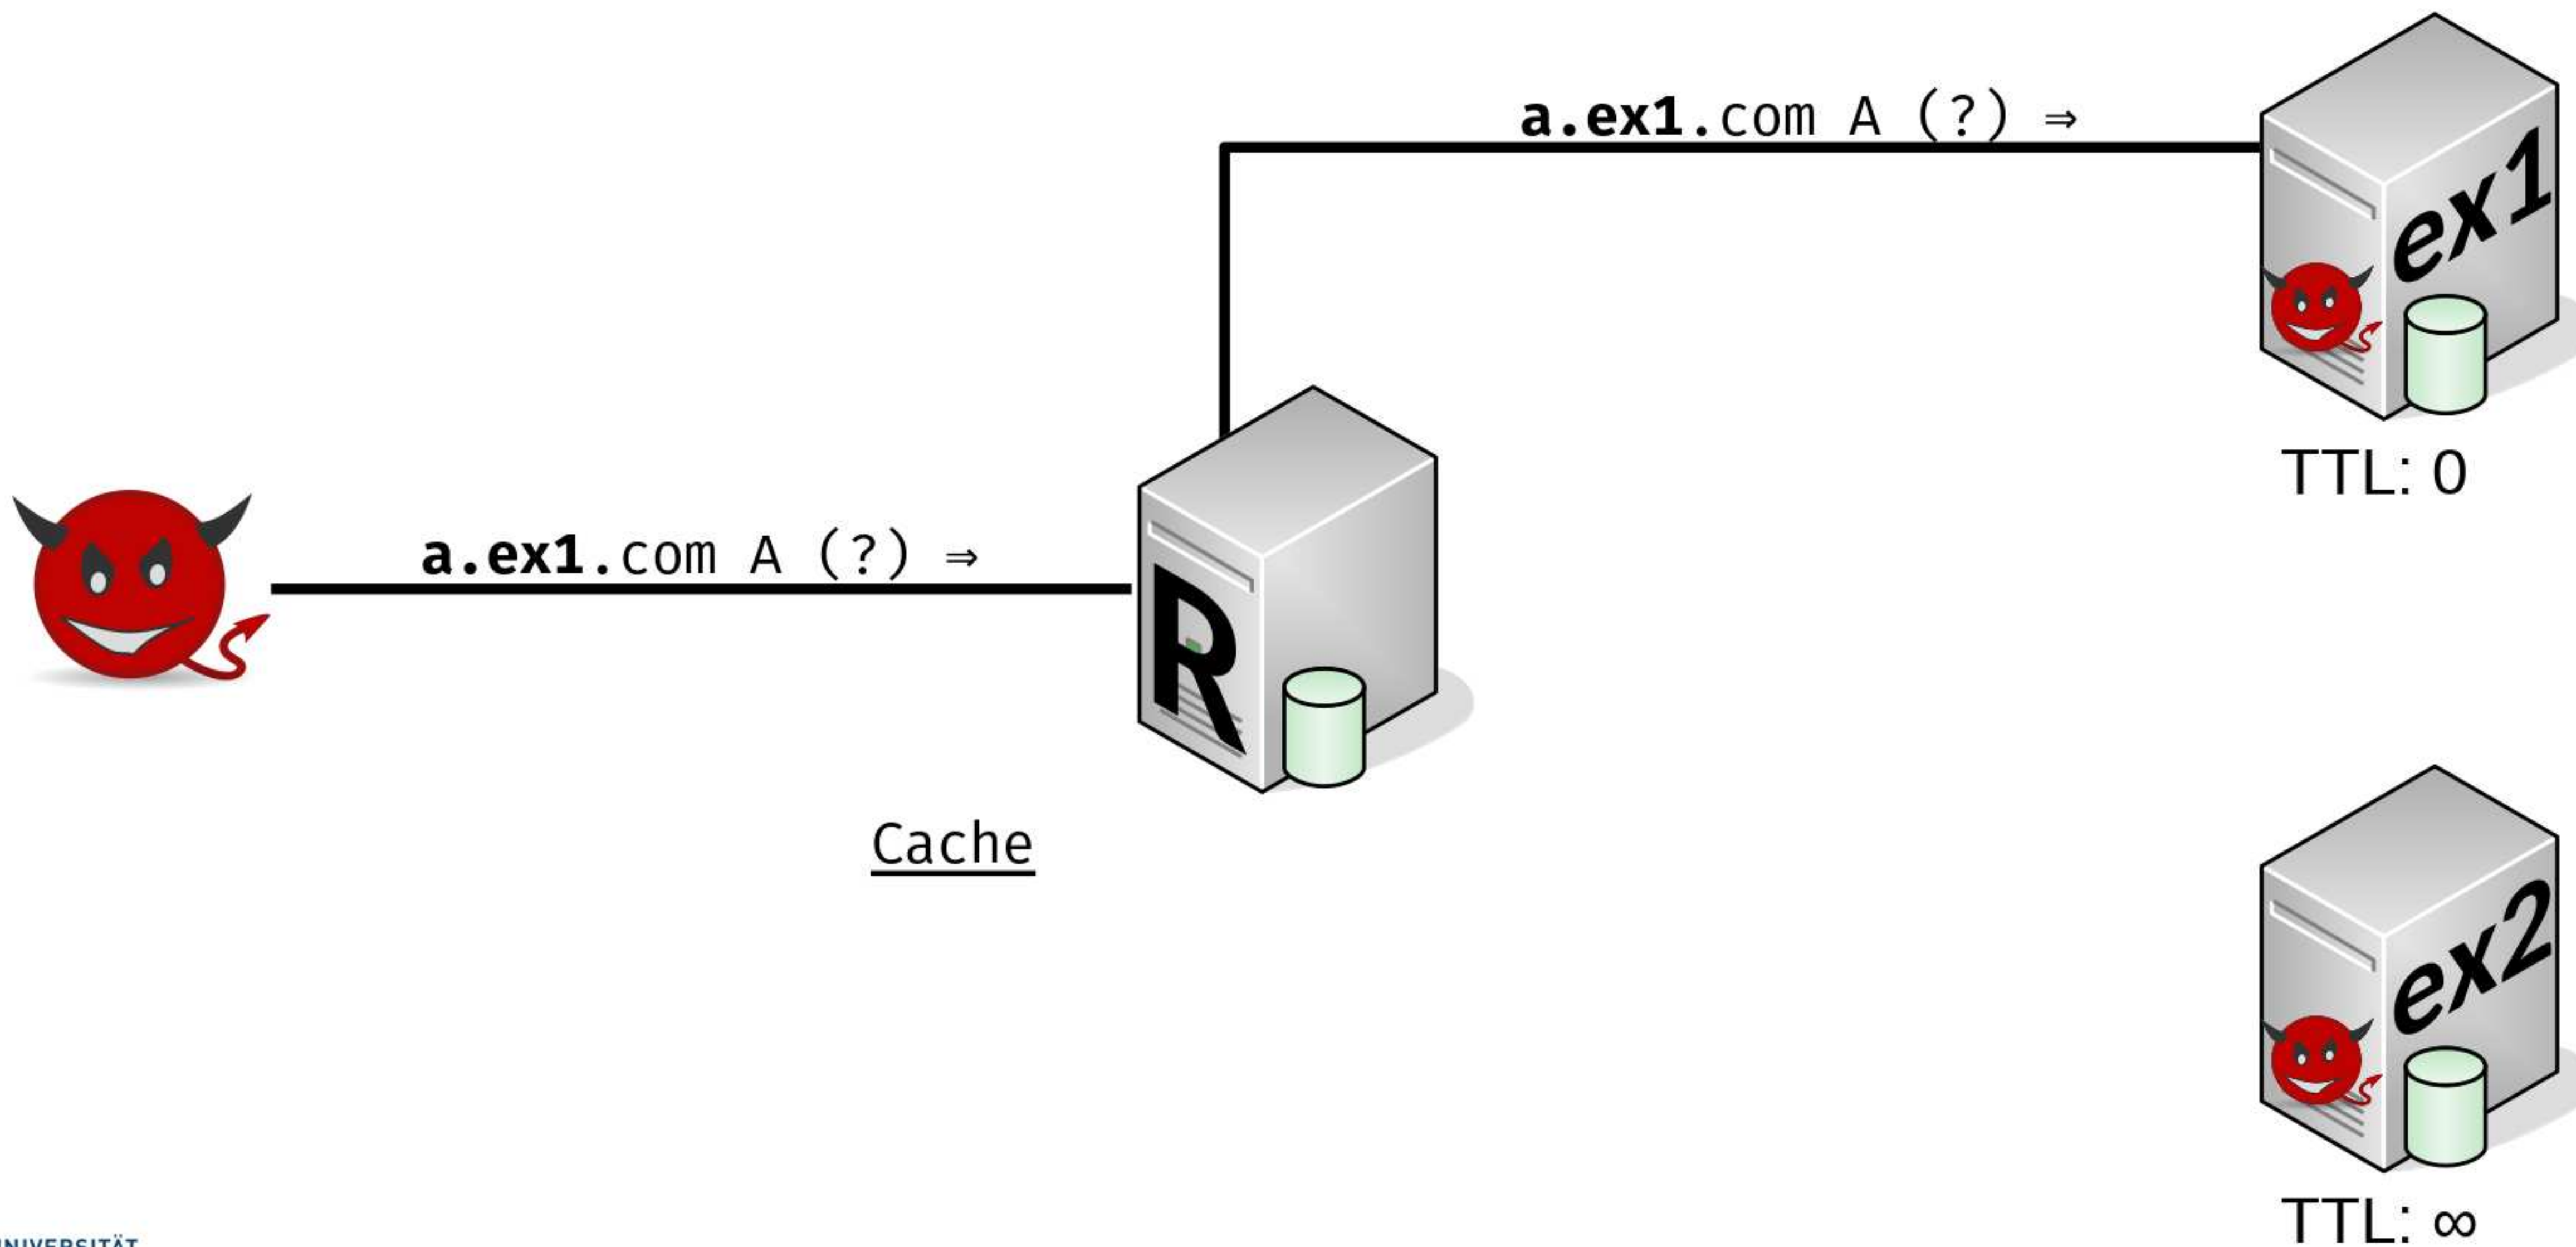 a.ex1.com A (?) ⇒
ex1
TTL: 0
a.ex1.com A (?) ⇒
R
Cache
ex2
TTL: ∞